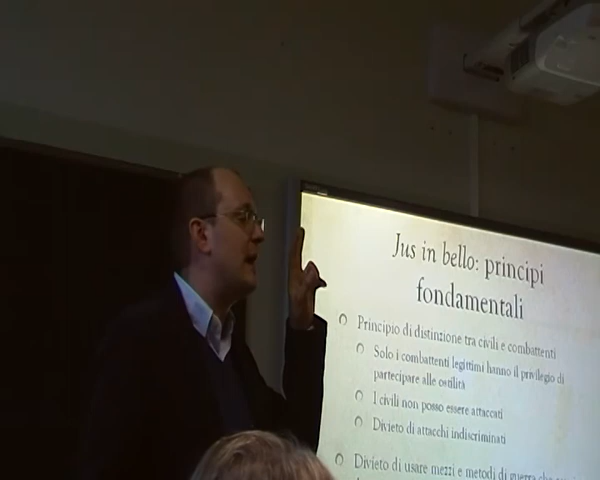 Jus in bello: principi
fondamentali
Principio di distinzione tra civili e combattenti
Solo i combattenti legittimi hanno il privilegio di
partecipare alle ostilità
I civili non posso essere attaccati
Divieto di attacchi indiscriminati
Divieto di usare mezzi e metodi di guerra che